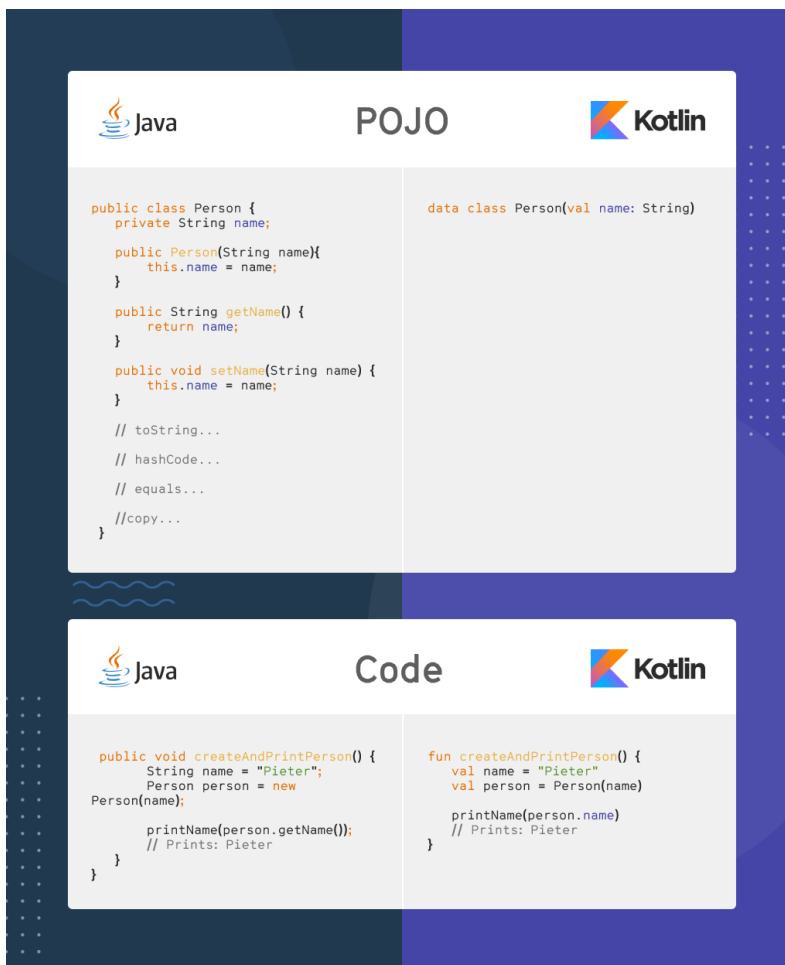 Java
POJO
Kotlin
public class Person {
private String name;
public Person(String name){
this.name = name;
}
public String getName() {
return name;
}
public void setName(String name) {
this.name = name;
}
// toString...
// hashCode...
// equals...
//copy...
}
data class Person(val name: String)
Java
Code
Kotlin
public void createAndPrintPerson() {
String name = "Pieter";
Person person = new
Person(name);
printName(person.getName());
// Prints: Pieter
}
}
fun createAndPrintPerson() {
val name = "Pieter"
val person = Person(name)
printName(person.name)
// Prints: Pieter
}